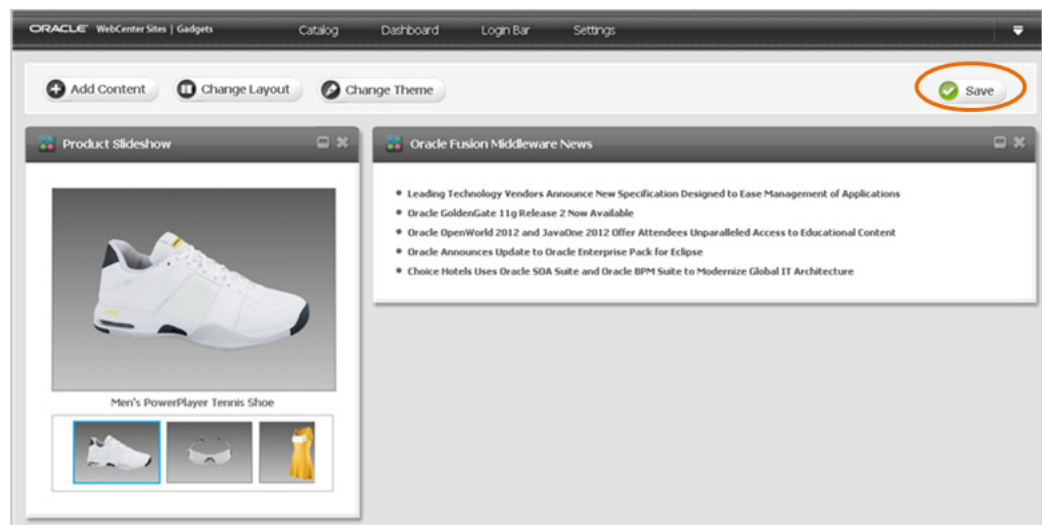 ORACLE WebCenter Sites | Gadgets Catalog Dashboard Login Bar Settings
Add Content Change Layout Change Theme Save
Product Slideshow
Men's PowerPlayer Tennis Shoe
Oracle Fusion Middleware News
Leading Technology Vendors Announce New Specification Designed to Ease Management of Applications
Oracle GoldenGate 11g Release 2 Now Available
Oracle OpenWorld 2012 and JavaOne 2012 Offer Attendees Unparalleled Access to Educational Content
Oracle Announces Update to Oracle Enterprise Pack for Eclipse
Choice Hotels Uses Oracle SOA Suite and Oracle BPM Suite to Modernize Global IT Architecture